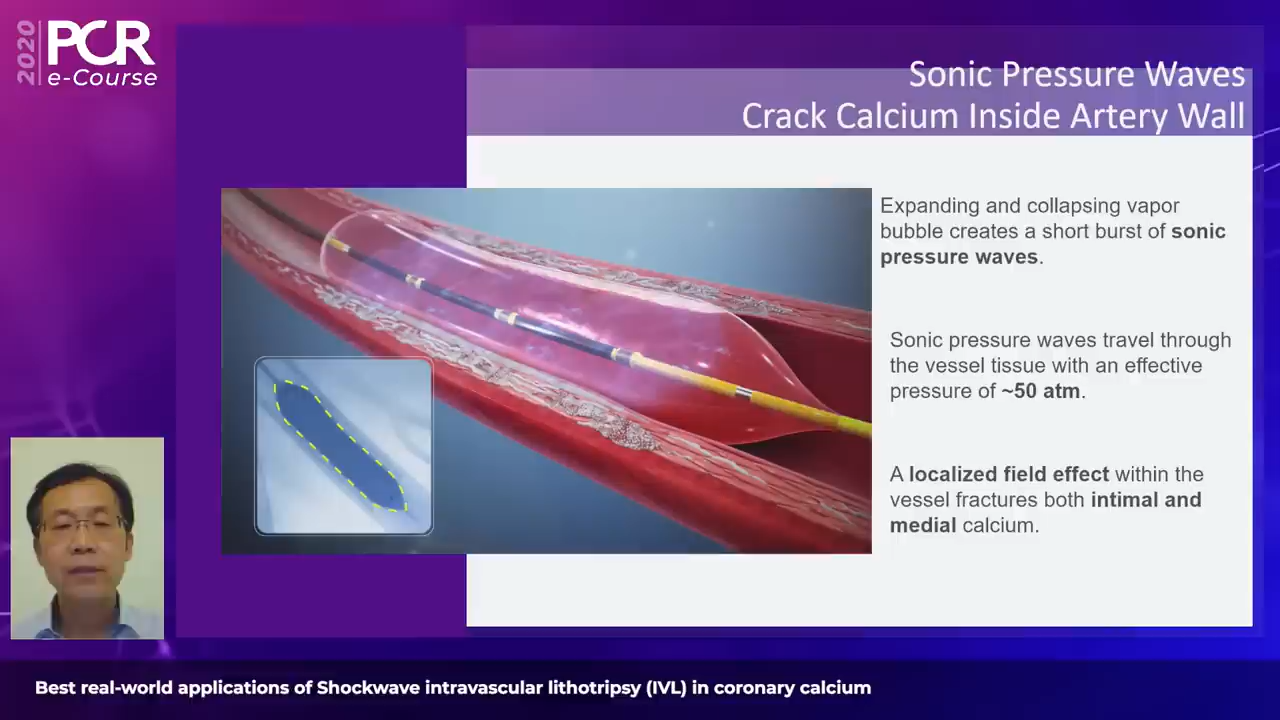 2020
PCR
e-Course
Sonic Pressure Waves
Crack Calcium Inside Artery Wall
Expanding and collapsing vapor
bubble creates a short burst of sonic
pressure waves.
Sonic pressure waves travel through
the vessel tissue with an effective
pressure of ~50 atm.
A localized field effect within the
vessel fractures both intimal and
medial calcium.
Best real-world applications of Shockwave intravascular lithotripsy (IVL) in coronary calcium